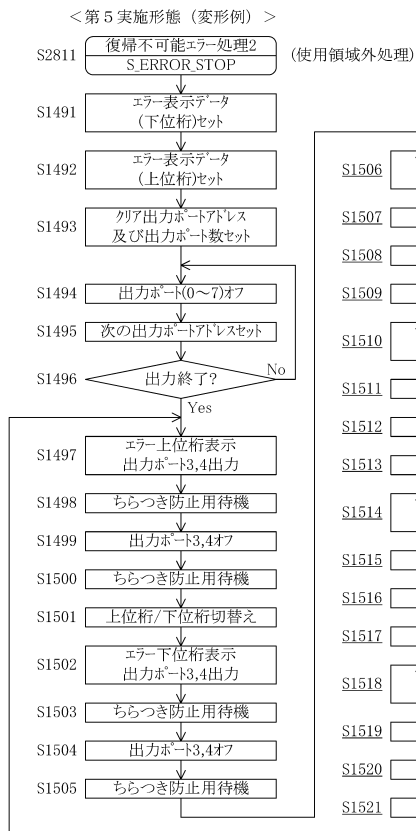 ＜第５実施形態（変形例）＞
S2811
復帰不可能エラー処理2
S_ERROR_STOP
(使用領域外処理)
S1491
エラー表示データ
(下位桁)セット
S1492
エラー表示データ
(上位桁)セット
S1493
クリア出力ポートアドレス
及び出力ポート数セット
S1494
出力ポート(0～7)オフ
S1495
次の出力ポートアドレスセット
S1496
出力終了?
No
Yes
S1497
エラー上位桁表示
出力ポート3,4出力
S1498
ちらつき防止用待機
S1499
出力ポート3,4オフ
S1500
ちらつき防止用待機
S1501
上位桁/下位桁切替え
S1502
エラー下位桁表示
出力ポート3,4出力
S1503
ちらつき防止用待機
S1504
出力ポート3,4オフ
S1505
ちらつき防止用待機
S1506
S1507
S1508
S1509
S1510
S1511
S1512
S1513
S1514
S1515
S1516
S1517
S1518
S1519
S1520
S1521